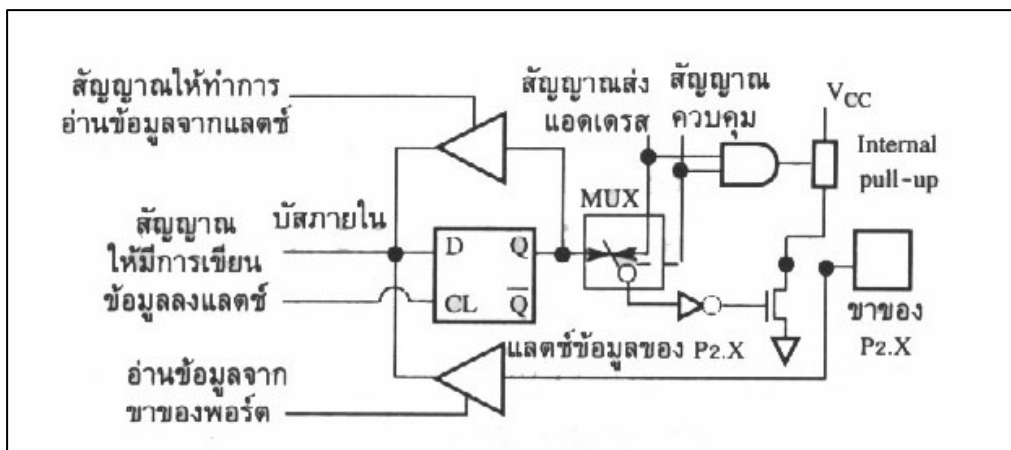 สัญญาณให้ทำการ
อ่านข้อมูลจากแลตช์
สัญญาณส่ง
แอดเดรส
สัญญาณ
ควบคุม
VCC
Internal
pull-up
MUX
บัสภายใน
สัญญาณ
ให้มีการเขียน
ข้อมูลลงแลตช์
D Q
CL Q
ขาของ
P2.X
แลตช์ข้อมูลของ P2.X
อ่านข้อมูลจาก
ขาของพอร์ต